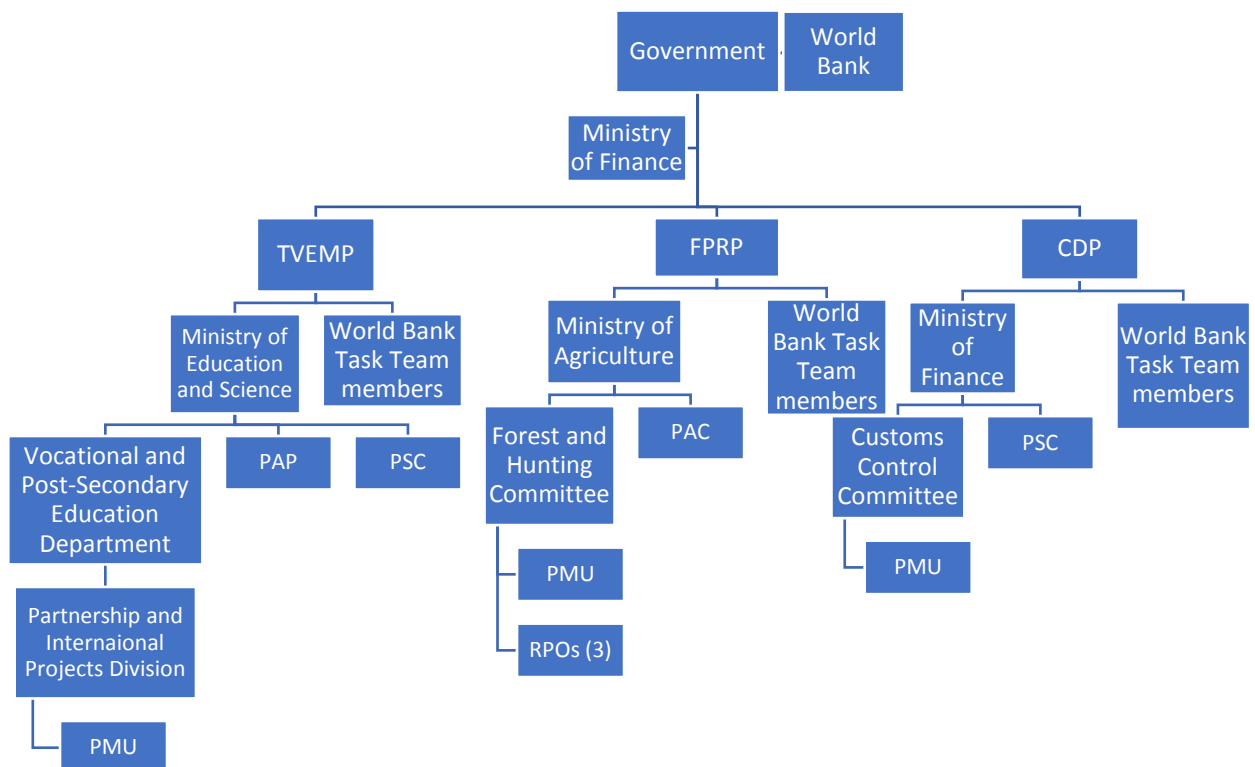 Government
World
Bank
Ministry
of Finance
TVEMP
FPRP
CDP
Ministry of
Education
and Science
World Bank
Task Team
members
Ministry of
Agriculture
World
Bank Task
Team
members
Ministry
of
Finance
World Bank
Task Team
members
Vocational and
Post-Secondary
Education
Department
PAP
PSC
Forest and
Hunting
Committee
PAC
Customs
Control
Committee
PSC
Partnership and
Internaional
Projects Division
PMU
RPOs (3)
PMU
PMU